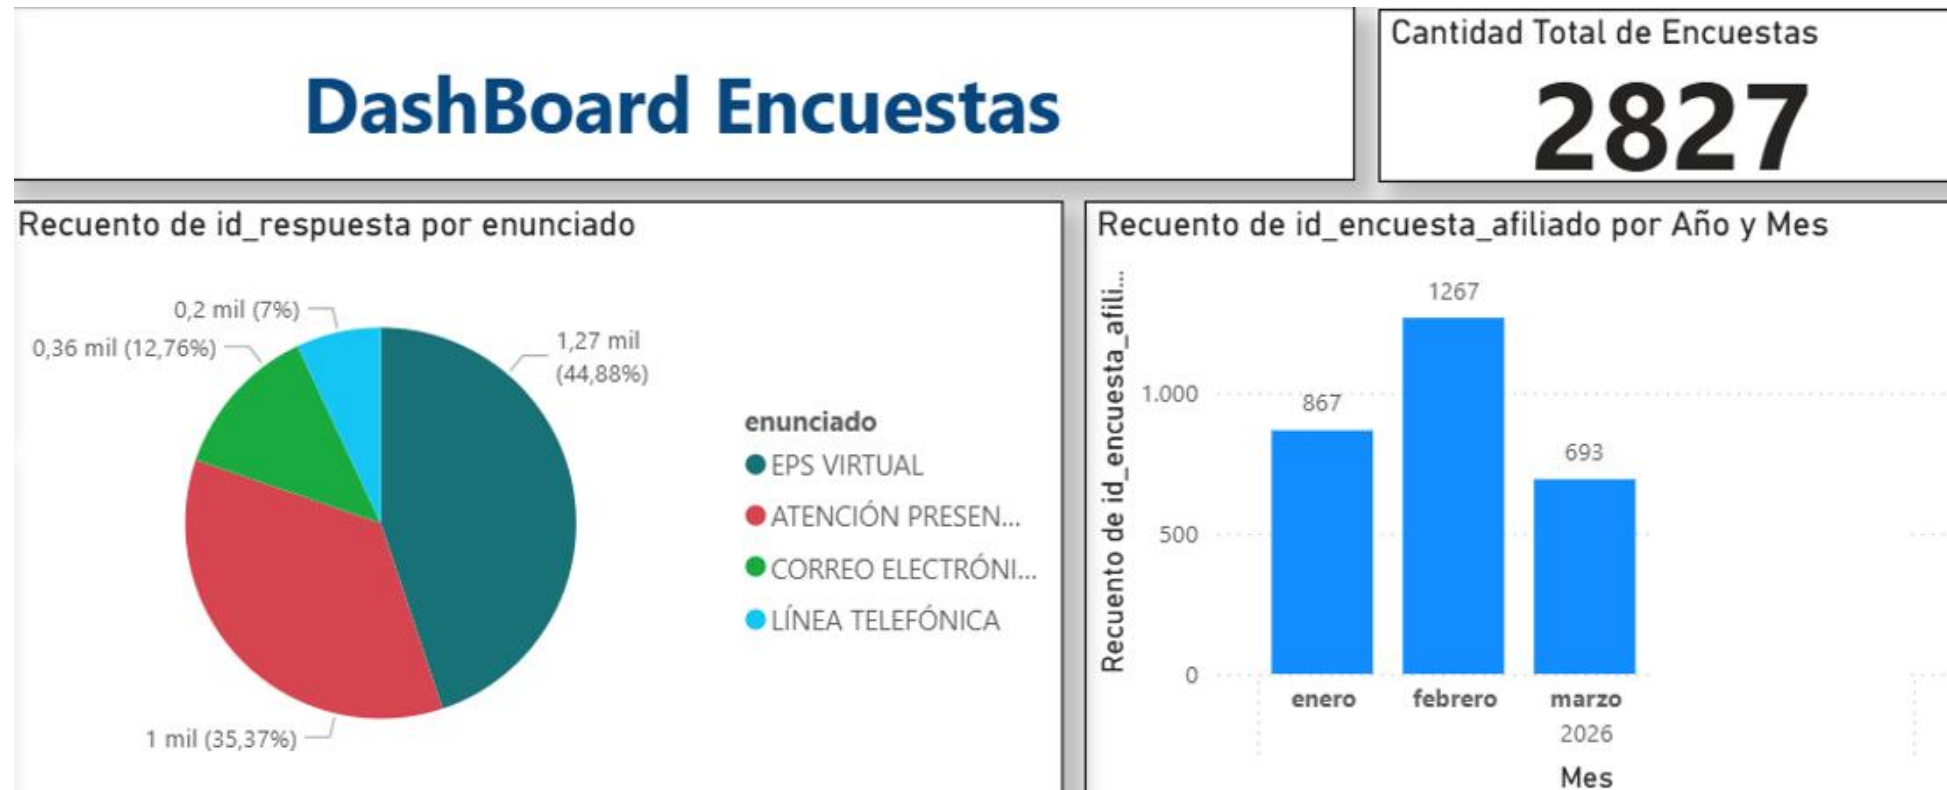 DashBoard Encuestas
Cantidad Total de Encuestas
2827
Recuento de id_respuesta por enunciado
0,2 mil (7%)
0,36 mil (12,76%)
1,27 mil
(44,88%)
1 mil (35,37%)
enunciado
EPS VIRTUAL
ATENCIÓN PRESEN...
CORREO ELECTRÓNI...
LÍNEA TELEFÓNICA
Recuento de id_encuesta_afiliado por Año y Mes
Recuento de id_encuesta_afili...
1.000
500
0
867
1267
693
enero
febrero
marzo
2026
Mes